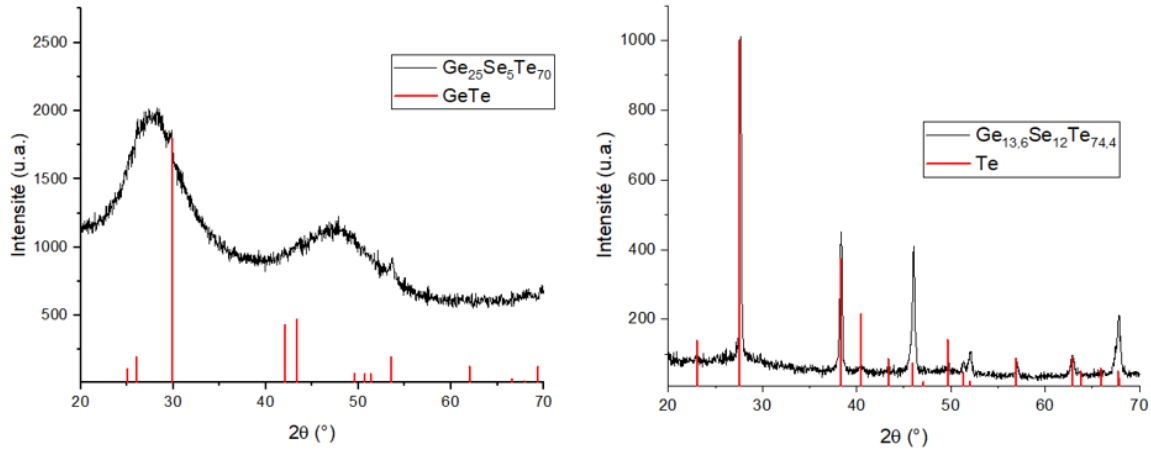 Intensité (u.a.)
2500
2000
1500
1000
500
20
30
40
50
60
70
2θ (°)
Ge₂₅Se₅Te₇₀
GeTe
Intensité (u.a.)
1000
800
600
400
200
20
30
40
50
60
70
2θ (°)
Ge₁₃,₆Se₁₂Te₇₄,₄
Te